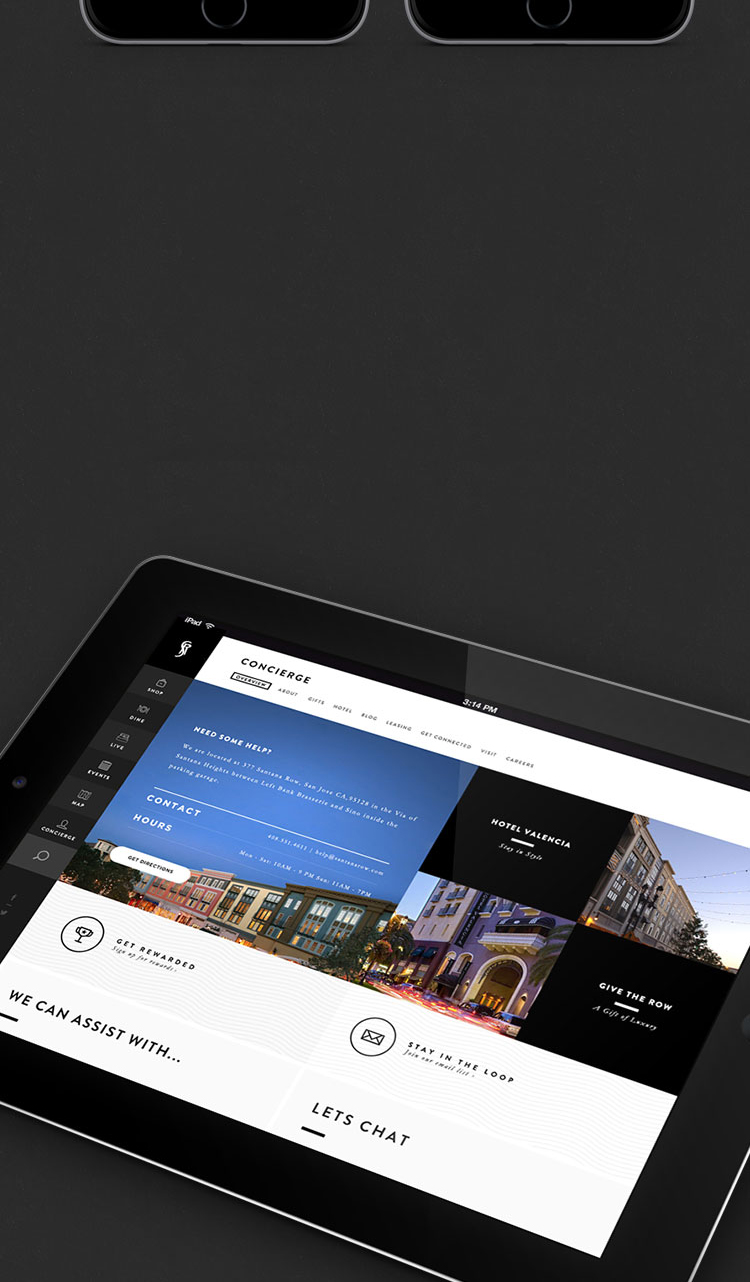 iPad
3:14 PM
CONCIERGE
OVERVIEW ABOUT GIFTS HOTEL BLOG LEASING GET CONNECTED VISIT CAREERS
SHOP
DINE
LIVE
EVENTS
MAP
CONCIERGE
NEED SOME HELP?
We are located at 377 Santana Row, San Jose CA, 95128 in the Via of
Santana Heights between Left Bank Brasserie and Sino inside the
parking garage.
CONTACT
408.551.4611 / help@santanarow.com
HOURS
Mon - Sat: 10AM - 9 PM Sun: 11AM - 7PM
GET DIRECTIONS
HOTEL VALENCIA
Stay in Style
GIVE THE ROW
A Gift of Luxury
GET REWARDED
Sign up for rewards ›
STAY IN THE LOOP
Join our email list ›
WE CAN ASSIST WITH...
LETS CHAT